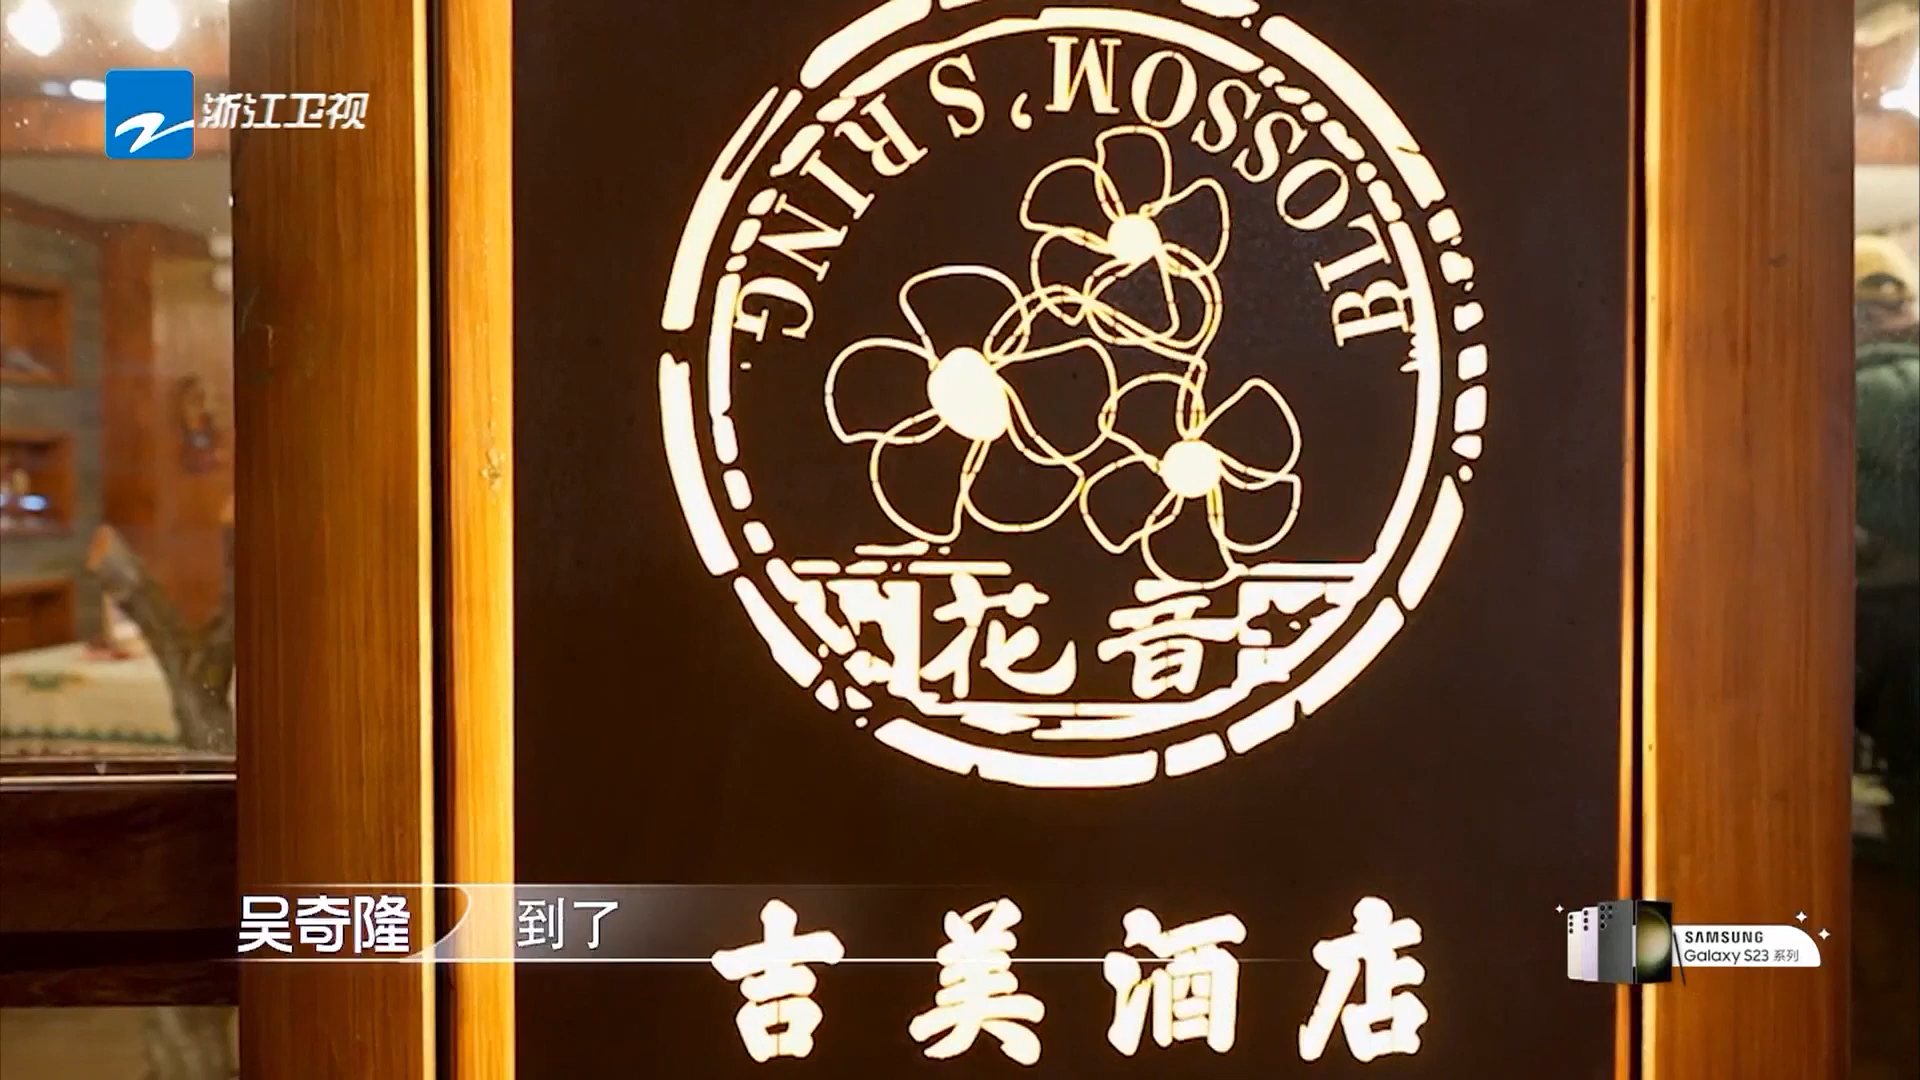 浙江卫视
BLOSSOM'S RING
花音
吴奇隆 到了
吉美酒店
SAMSUNG
Galaxy S23 系列